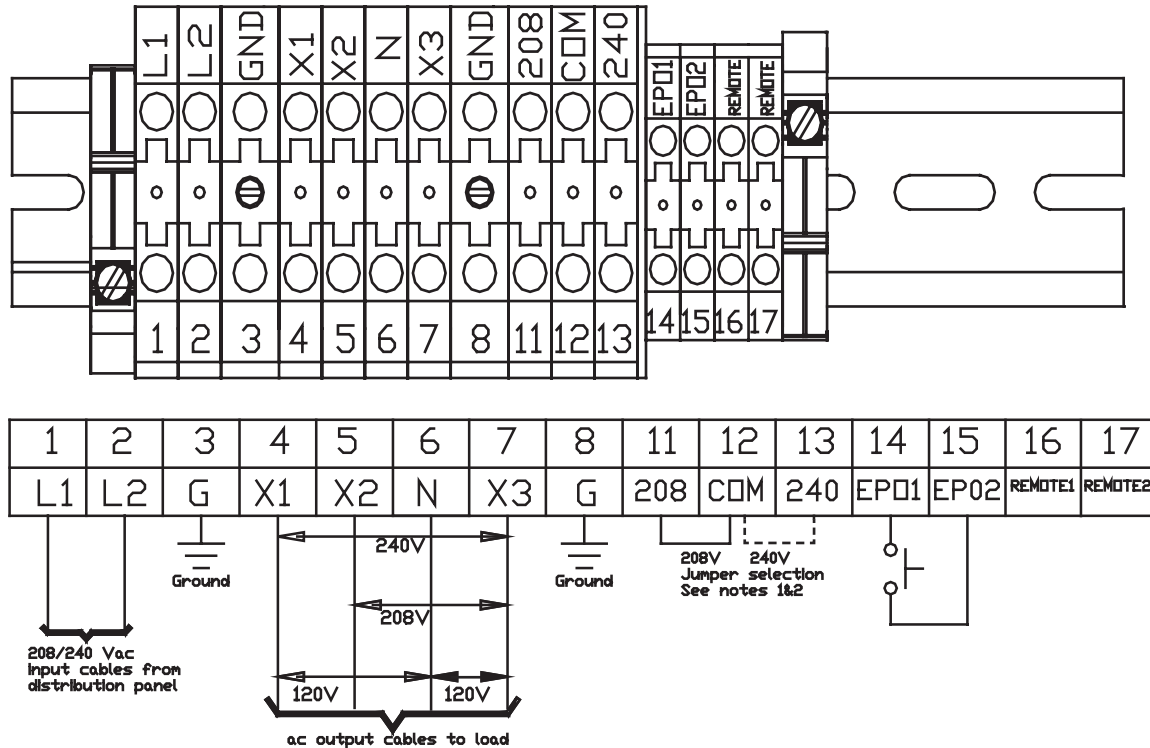 L1 L2 GND X1 X2 N X3 GND 208 COM 240 EPO1 EPO2 REMOTE REMOTE
1 2 3 4 5 6 7 8 11 12 13 14 15 16 17
1 2 3 4 5 6 7 8 11 12 13 14 15 16 17
L1 L2 G X1 X2 N X3 G 208 COM 240 EPO1 EPO2 REMOTE1 REMOTE2
240V
208V 240V
Jumper selection
See notes 1&2
Ground
Ground
208V
208/240 Vac
Input cables from
distribution panel
120V 120V
ac output cables to load